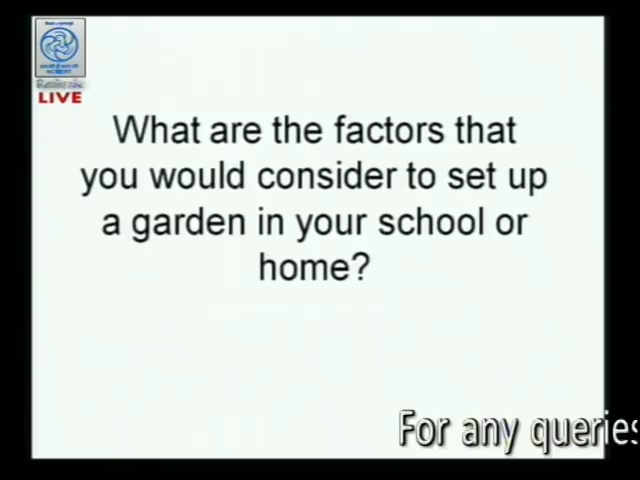 LIVE
What are the factors that
you would consider to set up
a garden in your school or
home?
For any queries